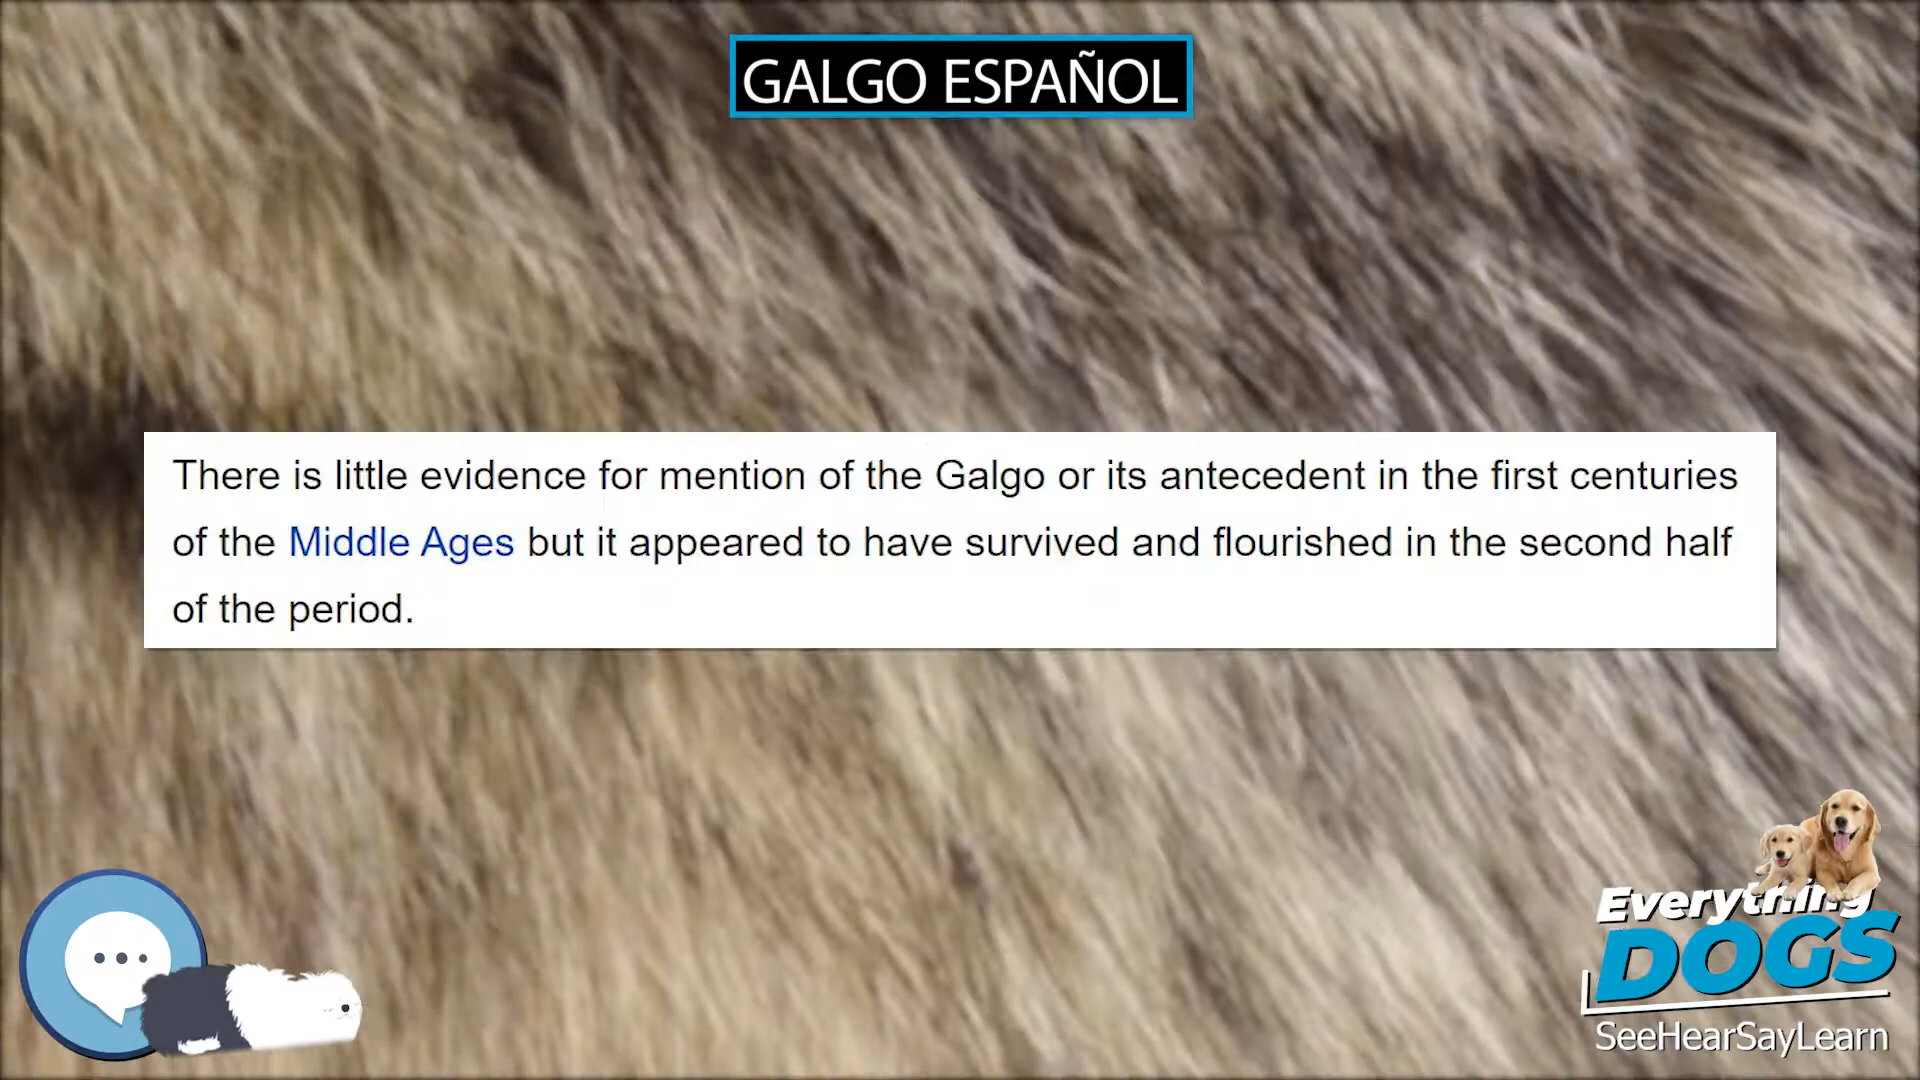 GALGO ESPAÑOL
There is little evidence for mention of the Galgo or its antecedent in the first centuries
of the Middle Ages but it appeared to have survived and flourished in the second half
of the period.
Everything
DOGS
SeeHearSayLearn